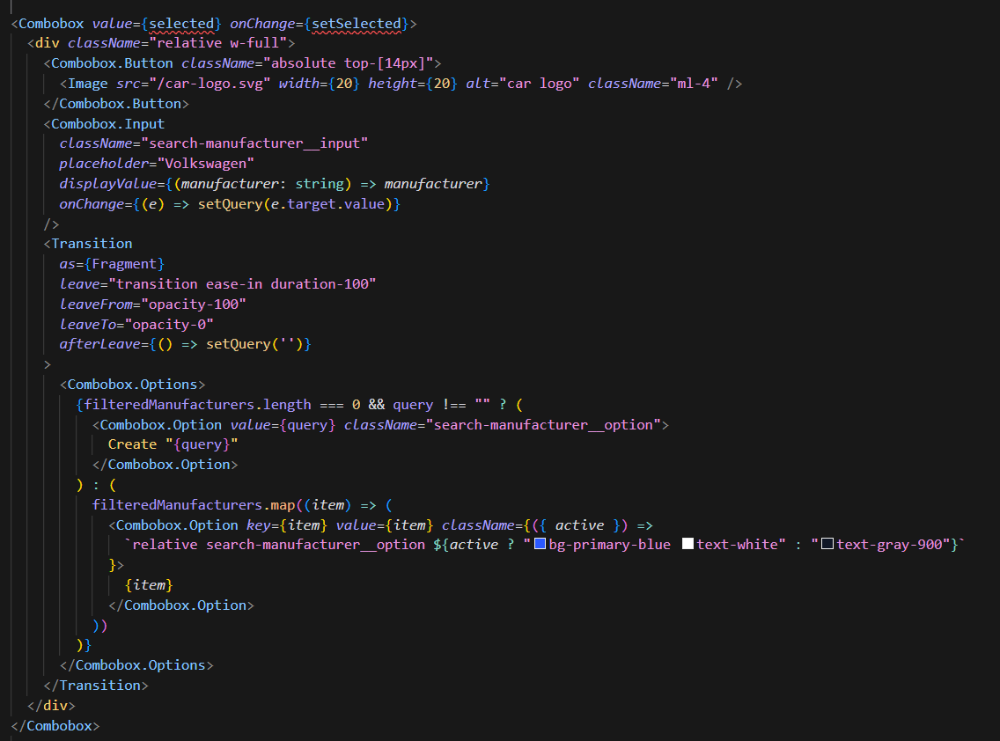 <Combobox value={selected} onChange={setSelected}>
<div className="relative w-full">
<Combobox.Button className="absolute top-[14px]">
<Image src="/car-logo.svg" width={20} height={20} alt="car logo" className="ml-4" />
</Combobox.Button>
<Combobox.Input
className="search-manufacturer__input"
placeholder="Volkswagen"
displayValue={(manufacturer: string) => manufacturer}
onChange={(e) => setQuery(e.target.value)}
/>
<Transition
as={Fragment}
leave="transition ease-in duration-100"
leaveFrom="opacity-100"
leaveTo="opacity-0"
afterLeave={() => setQuery('')}
>
<Combobox.Options>
{filteredManufacturers.length === 0 && query !== "" ? (
<Combobox.Option value={query} className="search-manufacturer__option">
Create "{query}"
</Combobox.Option>
) : (
filteredManufacturers.map((item) => (
<Combobox.Option key={item} value={item} className={({ active }) =>
`relative search-manufacturer__option ${active ? "bg-primary-blue text-white" : "text-gray-900"}`
}>
{item}
</Combobox.Option>
))
)}
</Combobox.Options>
</Transition>
</div>
</Combobox>